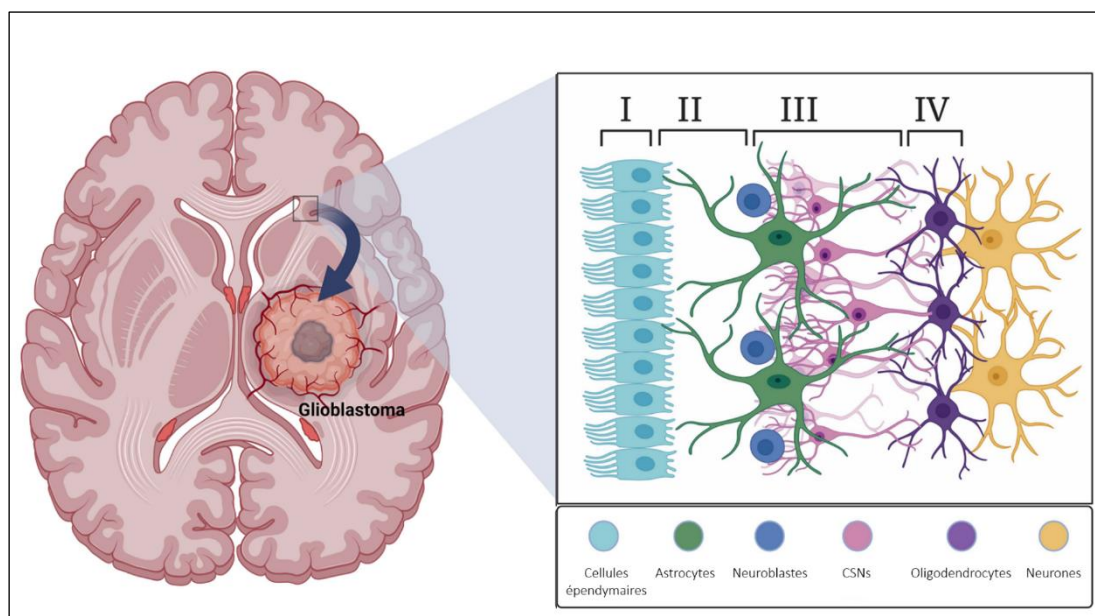 I II III IV
Glioblastoma
Cellules
épendymaires
Astrocytes
Neuroblastes
CSNs
Oligodendrocytes
Neurones